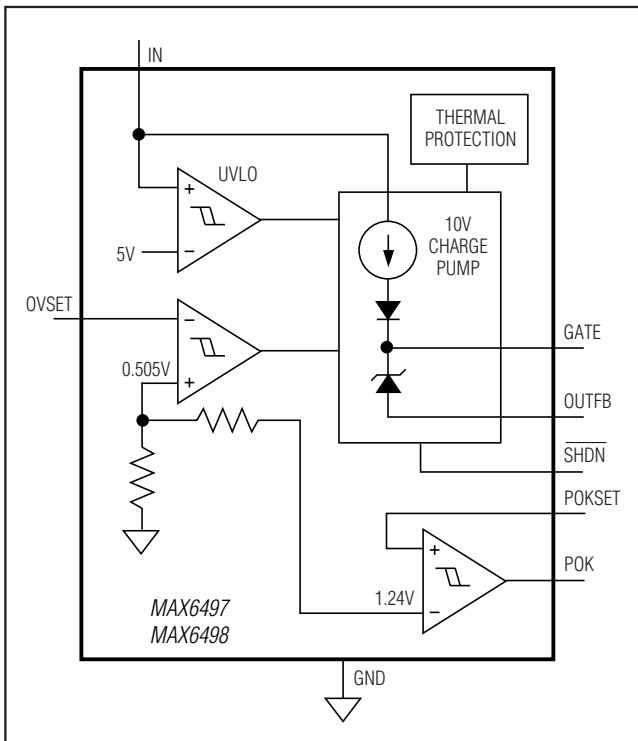 IN
THERMAL
PROTECTION
UVLO
+
−
5V
10V
CHARGE
PUMP
OVSET
−
+
0.505V
GATE
OUTFB
SHDN
POKSET
+
−
1.24V
POK
MAX6497
MAX6498
GND